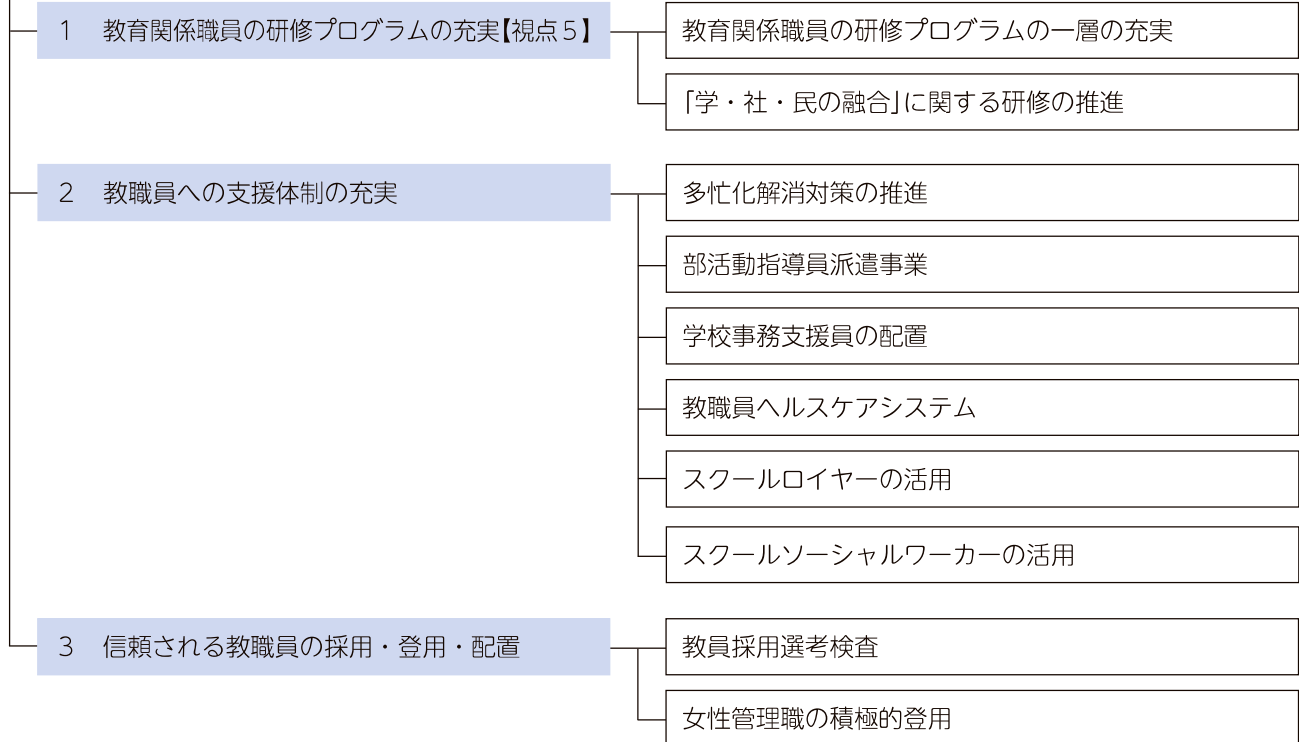 1 教育関係職員の研修プログラムの充実【視点5】
教育関係職員の研修プログラムの一層の充実
「学・社・民の融合」に関する研修の推進
2 教職員への支援体制の充実
多忙化解消対策の推進
部活動指導員派遣事業
学校事務支援員の配置
教職員ヘルスケアシステム
スクールロイヤーの活用
スクールソーシャルワーカーの活用
3 信頼される教職員の採用・登用・配置
教員採用選考検査
女性管理職の積極的登用